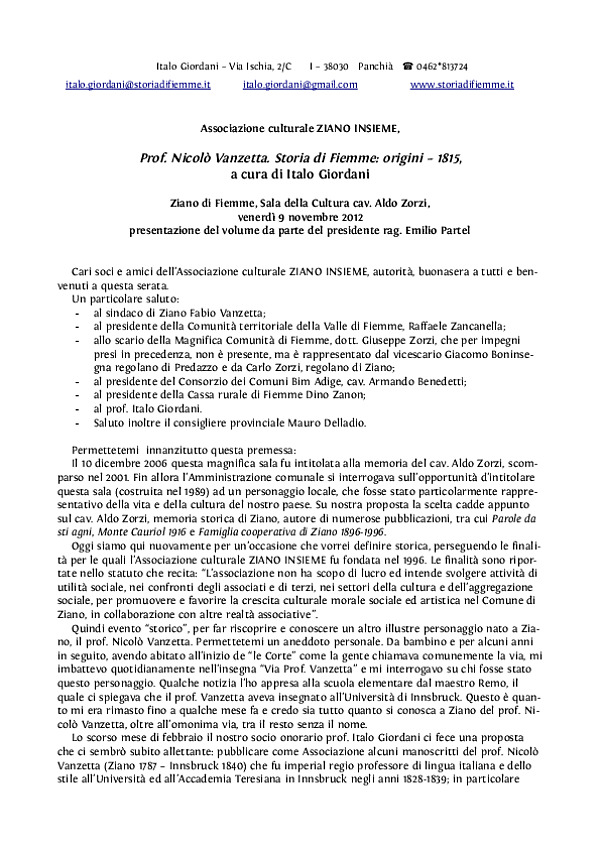 Italo Giordani – Via Ischia, 2/C I – 38030 Panchià ☎ 0462*813724
italo.giordani@storiadifiemme.it italo.giordani@gmail.com www.storiadifiemme.it
Associazione culturale ZIANO INSIEME,
Prof. Nicolò Vanzetta. Storia di Fiemme: origini – 1815,
a cura di Italo Giordani
Ziano di Fiemme, Sala della Cultura cav. Aldo Zorzi,
venerdì 9 novembre 2012
presentazione del volume da parte del presidente rag. Emilio Partel
Cari soci e amici dell'Associazione culturale ZIANO INSIEME, autorità, buonasera a tutti e ben-
venuti a questa serata.
Un particolare saluto:
- al sindaco di Ziano Fabio Vanzetta;
- al presidente della Comunità territoriale della Valle di Fiemme, Raffaele Zancanella;
- allo scario della Magnifica Comunità di Fiemme, dott. Giuseppe Zorzi, che per impegni
presi in precedenza, non è presente, ma è rappresentato dal vicescario Giacomo Boninse-
gna regolano di Predazzo e da Carlo Zorzi, regolano di Ziano;
- al presidente del Consorzio dei Comuni Bim Adige, cav. Armando Benedetti;
- al presidente della Cassa rurale di Fiemme Dino Zanon;
- al prof. Italo Giordani.
- Saluto inoltre il consigliere provinciale Mauro Delladio.
Permettetemi innanzitutto questa premessa:
Il 10 dicembre 2006 questa magnifica sala fu intitolata alla memoria del cav. Aldo Zorzi, scom-
parso nel 2001. Fin allora l'Amministrazione comunale si interrogava sull'opportunità d'intitolare
questa sala (costruita nel 1989) ad un personaggio locale, che fosse stato particolarmente rappre-
sentativo della vita e della cultura del nostro paese. Su nostra proposta la scelta cadde appunto
sul cav. Aldo Zorzi, memoria storica di Ziano, autore di numerose pubblicazioni, tra cui Parole da
sti agni, Monte Cauriol 1916 e Famiglia cooperativa di Ziano 1896-1996.
Oggi siamo qui nuovamente per un'occasione che vorrei definire storica, perseguendo le finali-
tà per le quali l'Associazione culturale ZIANO INSIEME fu fondata nel 1996. Le finalità sono ripor-
tate nello statuto che recita: "L'associazione non ha scopo di lucro ed intende svolgere attività di
utilità sociale, nei confronti degli associati e di terzi, nei settori della cultura e dell'aggregazione
sociale, per promuovere e favorire la crescita culturale morale sociale ed artistica nel Comune di
Ziano, in collaborazione con altre realtà associative".
Quindi evento "storico", per far riscoprire e conoscere un altro illustre personaggio nato a Zia-
no, il prof. Nicolò Vanzetta. Permettetemi un aneddoto personale. Da bambino e per alcuni anni
in seguito, avendo abitato all'inizio de "le Corte" come la gente chiamava comunemente la via, mi
imbattevo quotidianamente nell'insegna "Via Prof. Vanzetta" e mi interrogavo su chi fosse stato
questo personaggio. Qualche notizia l'ho appresa alla scuola elementare dal maestro Remo, il
quale ci spiegava che il prof. Vanzetta aveva insegnato all'Università di Innsbruck. Questo è quan-
to mi era rimasto fino a qualche mese fa e credo sia tutto quanto si conosca a Ziano del prof. Ni-
colò Vanzetta, oltre all'omonima via, tra il resto senza il nome.
Lo scorso mese di febbraio il nostro socio onorario prof. Italo Giordani ci fece una proposta
che ci sembrò subito allettante: pubblicare come Associazione alcuni manoscritti del prof. Nicolò
Vanzetta (Ziano 1787 – Innsbruck 1840) che fu imperial regio professore di lingua italiana e dello
stile all'Università ed all'Accademia Teresiana in Innsbruck negli anni 1828-1839; in particolare